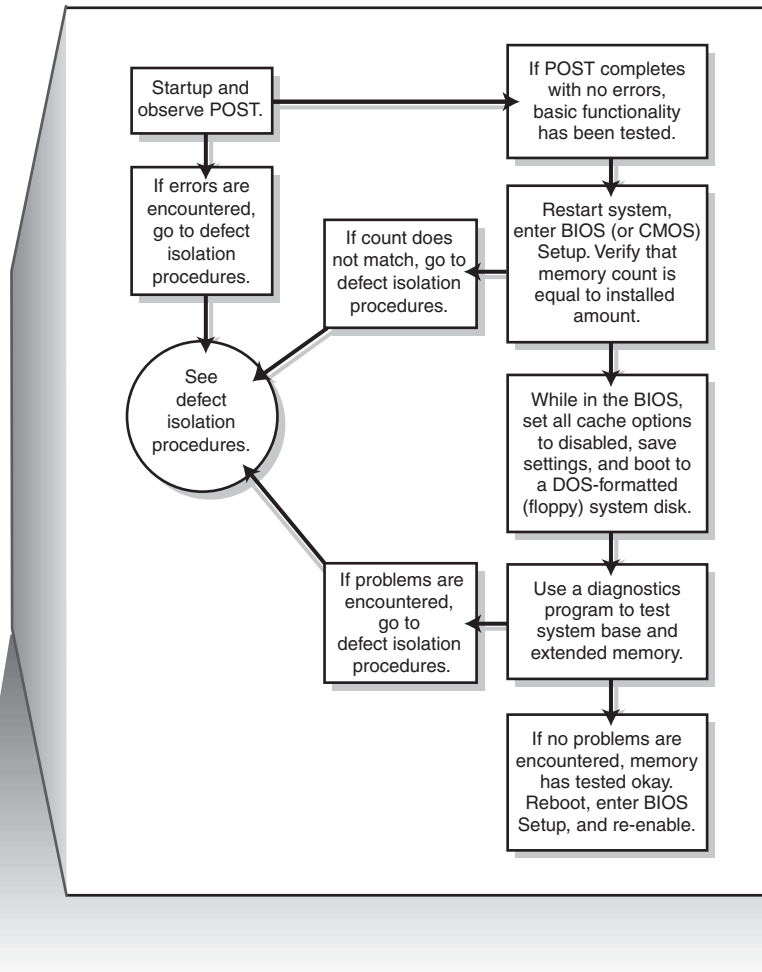 Startup and
observe POST.
If POST completes
with no errors,
basic functionality
has been tested.
If errors are
encountered,
go to defect
isolation
procedures.
If count does
not match, go to
defect isolation
procedures.
Restart system,
enter BIOS (or CMOS)
Setup. Verify that
memory count is
equal to installed
amount.
See
defect
isolation
procedures.
While in the BIOS,
set all cache options
to disabled, save
settings, and boot to
a DOS-formatted
(floppy) system disk.
If problems are
encountered,
go to
defect isolation
procedures.
Use a diagnostics
program to test
system base and
extended memory.
If no problems are
encountered, memory
has tested okay.
Reboot, enter BIOS
Setup, and re-enable.